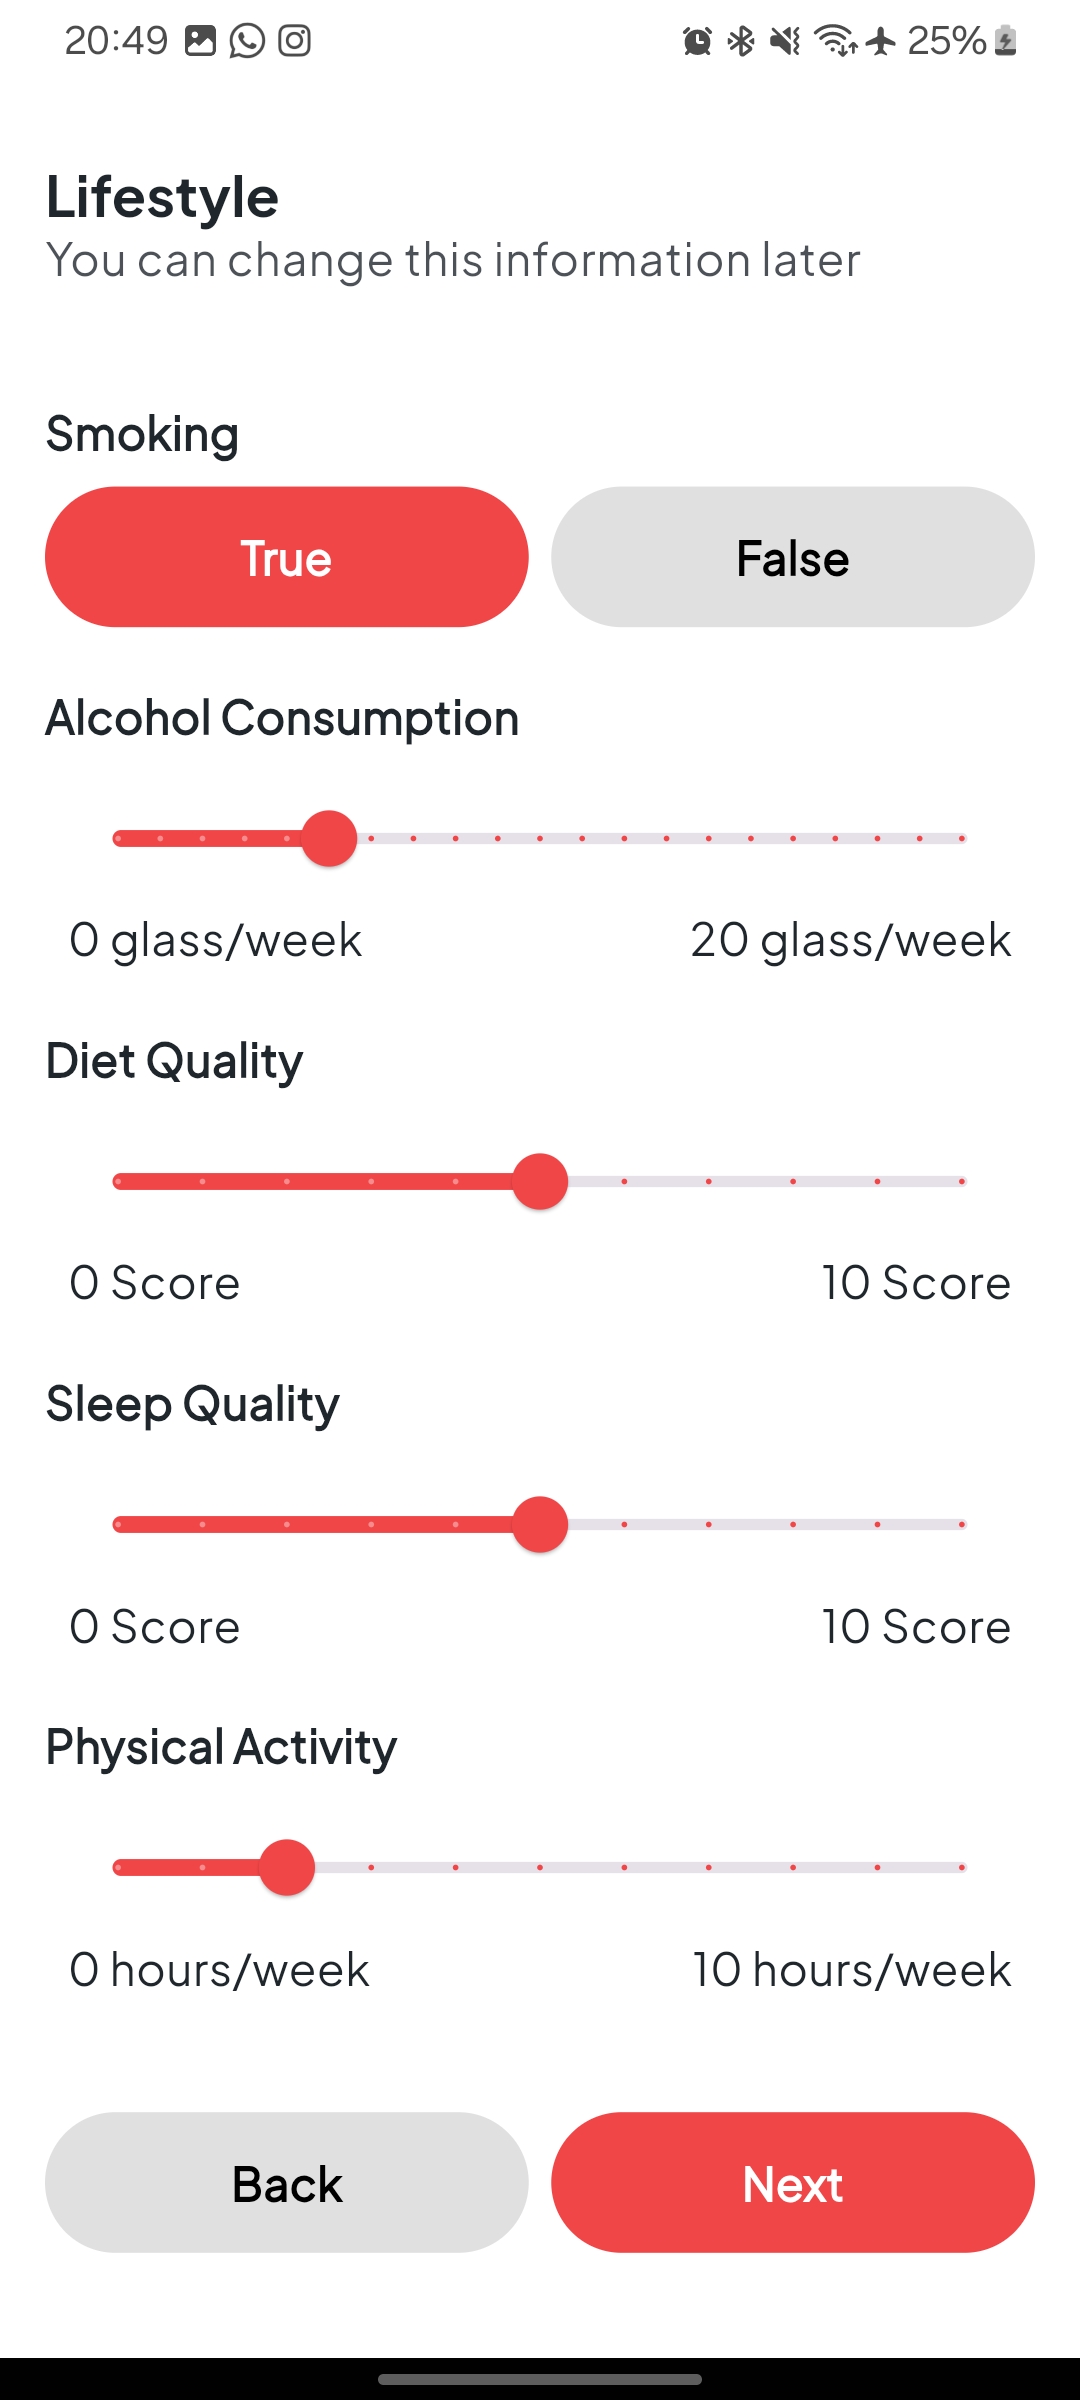 20:49 25%
Lifestyle
You can change this information later
Smoking
True False
Alcohol Consumption
0 glass/week 20 glass/week
Diet Quality
0 Score 10 Score
Sleep Quality
0 Score 10 Score
Physical Activity
0 hours/week 10 hours/week
Back Next